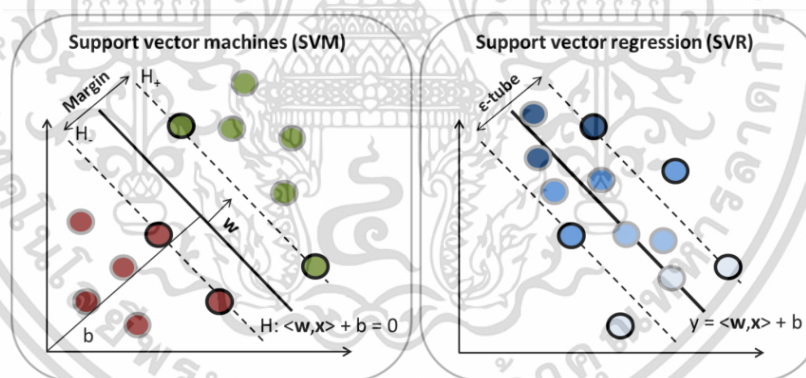 Support vector machines (SVM)
Margin
H+
H-
w
b
H: <w,x> + b = 0
Support vector regression (SVR)
ε-tube
y = <w,x> + b